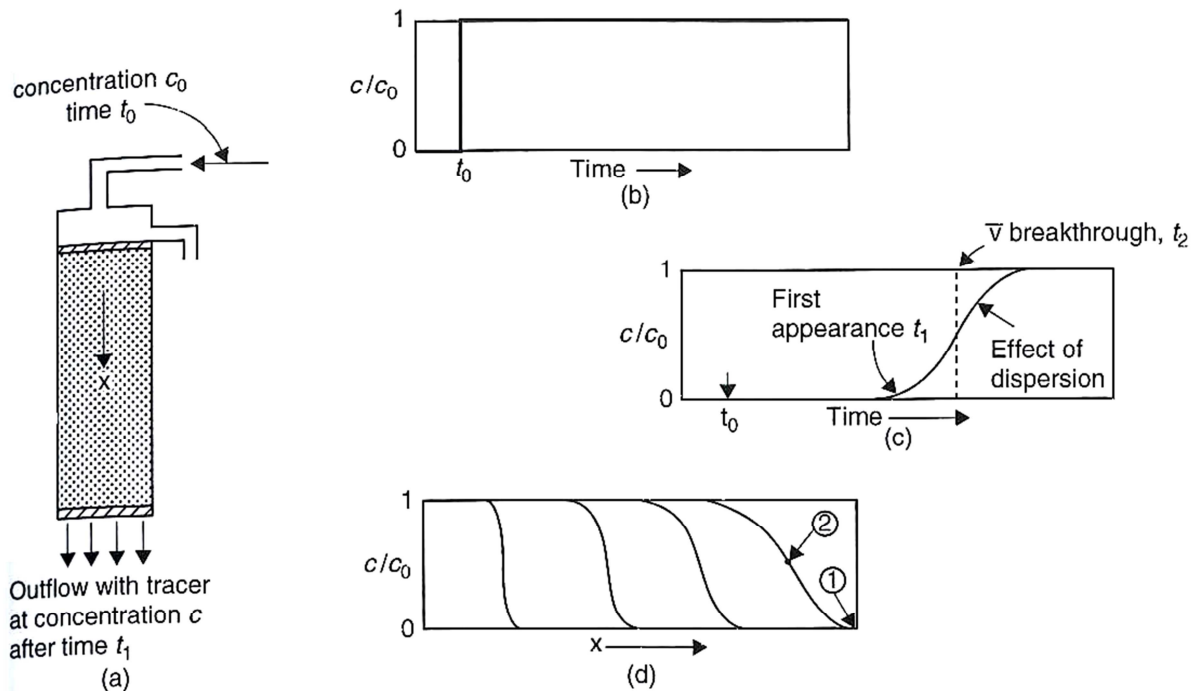 concentration c₀
time t₀
x
Outflow with tracer
at concentration c
after time t₁
(a)
1
c/c₀
0
t₀
Time
(b)
v̅ breakthrough, t₂
1
First
appearance t₁
c/c₀
Effect of
dispersion
0
t₀
Time
(c)
1
②
c/c₀
①
0
x
(d)